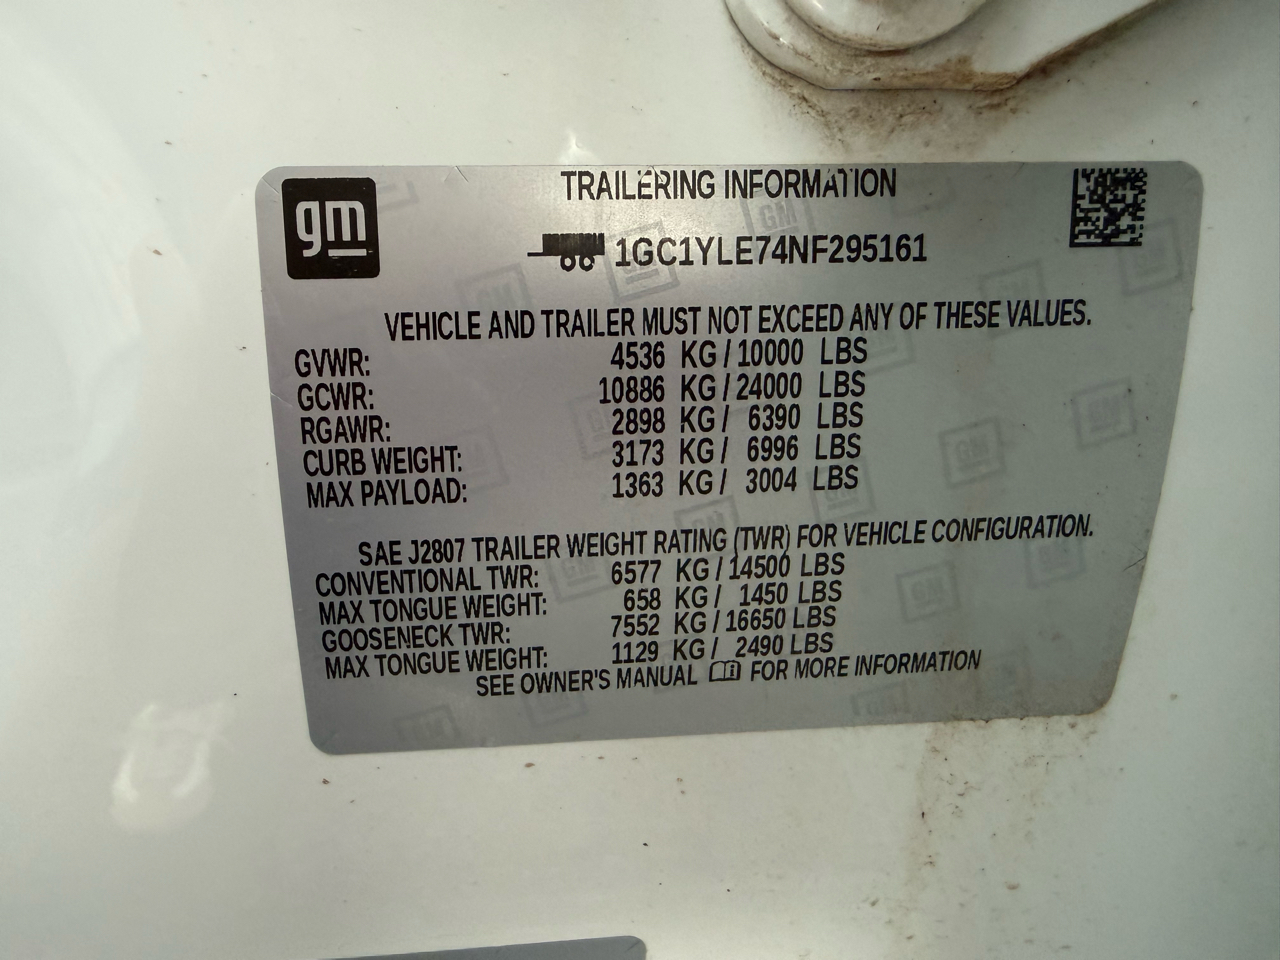 gm
TRAILERING INFORMATION
1GC1YLE74NF295161
VEHICLE AND TRAILER MUST NOT EXCEED ANY OF THESE VALUES.
GVWR: 4536 KG / 10000 LBS
GCWR: 10886 KG / 24000 LBS
RGAWR: 2898 KG / 6390 LBS
CURB WEIGHT: 3173 KG / 6996 LBS
MAX PAYLOAD: 1363 KG / 3004 LBS
SAE J2807 TRAILER WEIGHT RATING (TWR) FOR VEHICLE CONFIGURATION.
CONVENTIONAL TWR: 6577 KG / 14500 LBS
MAX TONGUE WEIGHT: 658 KG / 1450 LBS
GOOSENECK TWR: 7552 KG / 16650 LBS
MAX TONGUE WEIGHT: 1129 KG / 2490 LBS
SEE OWNER'S MANUAL FOR MORE INFORMATION